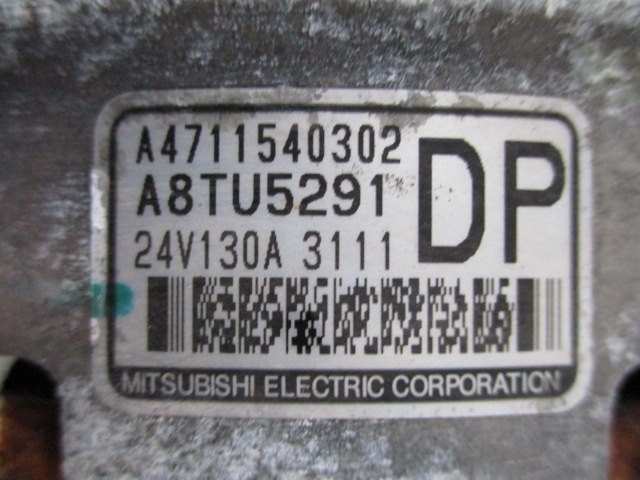 A4711540302
A8TU5291
24V130A 3111
DP
MITSUBISHI ELECTRIC CORPORATION